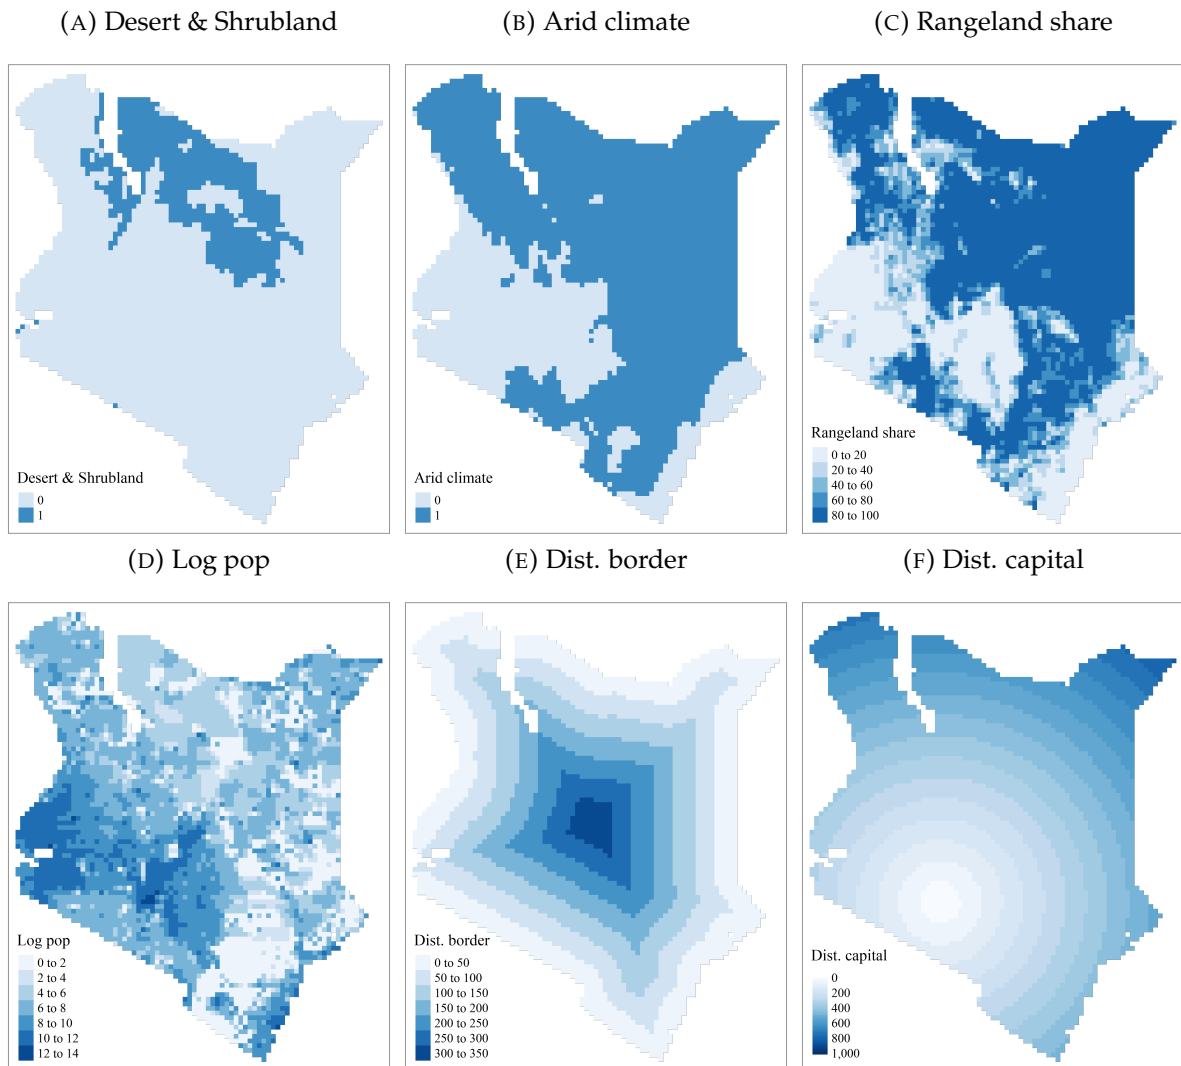 (A) Desert & Shrubland
(B) Arid climate
(C) Rangeland share
Desert & Shrubland
0
1
Arid climate
0
1
Rangeland share
0 to 20
20 to 40
40 to 60
60 to 80
80 to 100
(D) Log pop
(E) Dist. border
(F) Dist. capital
Log pop
0 to 2
2 to 4
4 to 6
6 to 8
8 to 10
10 to 12
12 to 14
Dist. border
0 to 50
50 to 100
100 to 150
150 to 200
200 to 250
250 to 300
300 to 350
Dist. capital
0
200
400
600
800
1,000